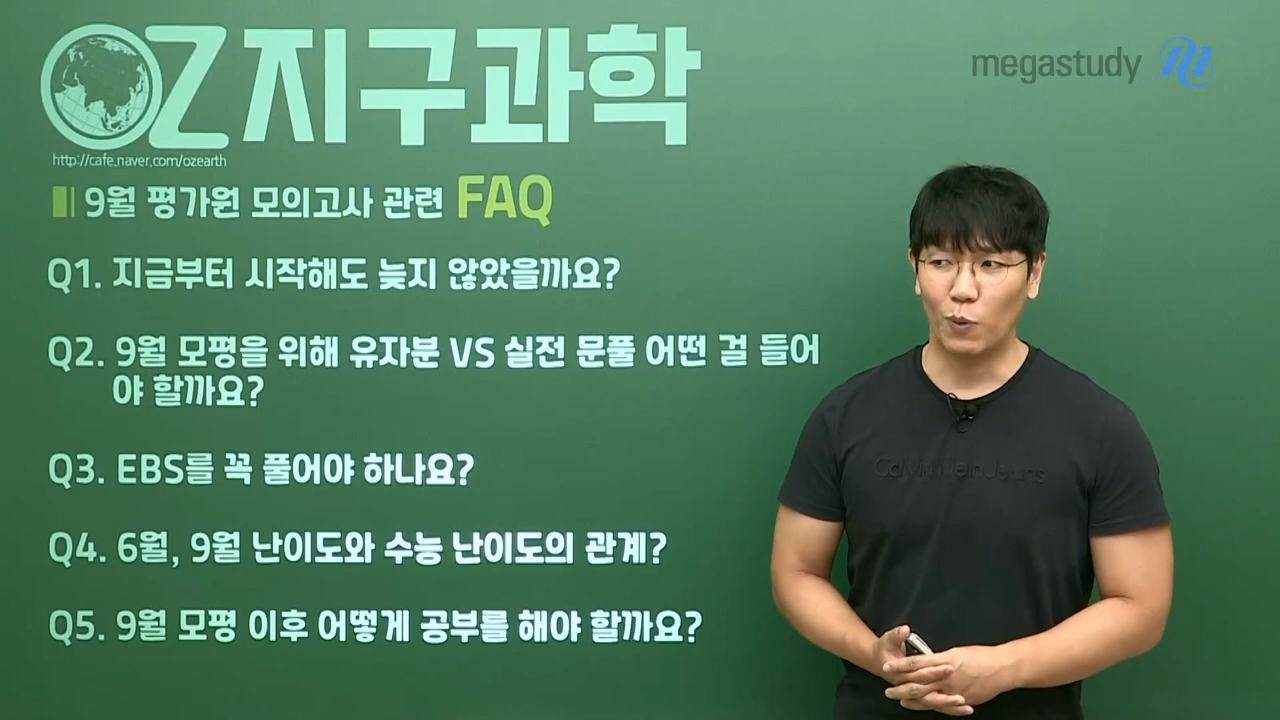 OZ 지구과학
megastudy
http://cafe.naver.com/ozearth
9월 평가원 모의고사 관련 FAQ
Q1. 지금부터 시작해도 늦지 않았을까요?
Q2. 9월 모평을 위해 유자분 VS 실전 문풀 어떤 걸 들어
야 할까요?
Q3. EBS를 꼭 풀어야 하나요?
Q4. 6월, 9월 난이도와 수능 난이도의 관계?
Q5. 9월 모평 이후 어떻게 공부를 해야 할까요?
Calvin Klein Jeans